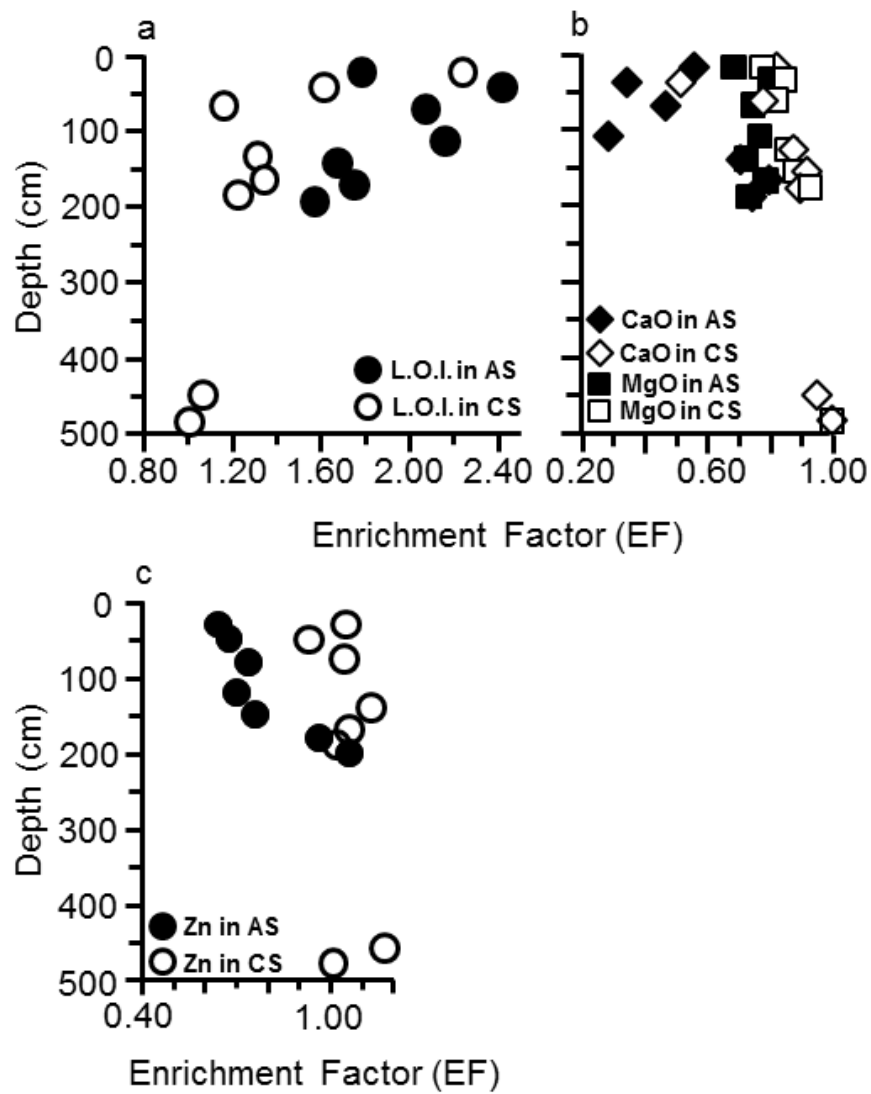 a
b
0
100
200
300
400
500
Depth (cm)
L.O.I. in AS
L.O.I. in CS
CaO in AS
CaO in CS
MgO in AS
MgO in CS
0.80 1.20 1.60 2.00 2.40
0.20 0.60 1.00
Enrichment Factor (EF)
c
0
100
200
300
400
500
Depth (cm)
Zn in AS
Zn in CS
0.40 1.00
Enrichment Factor (EF)